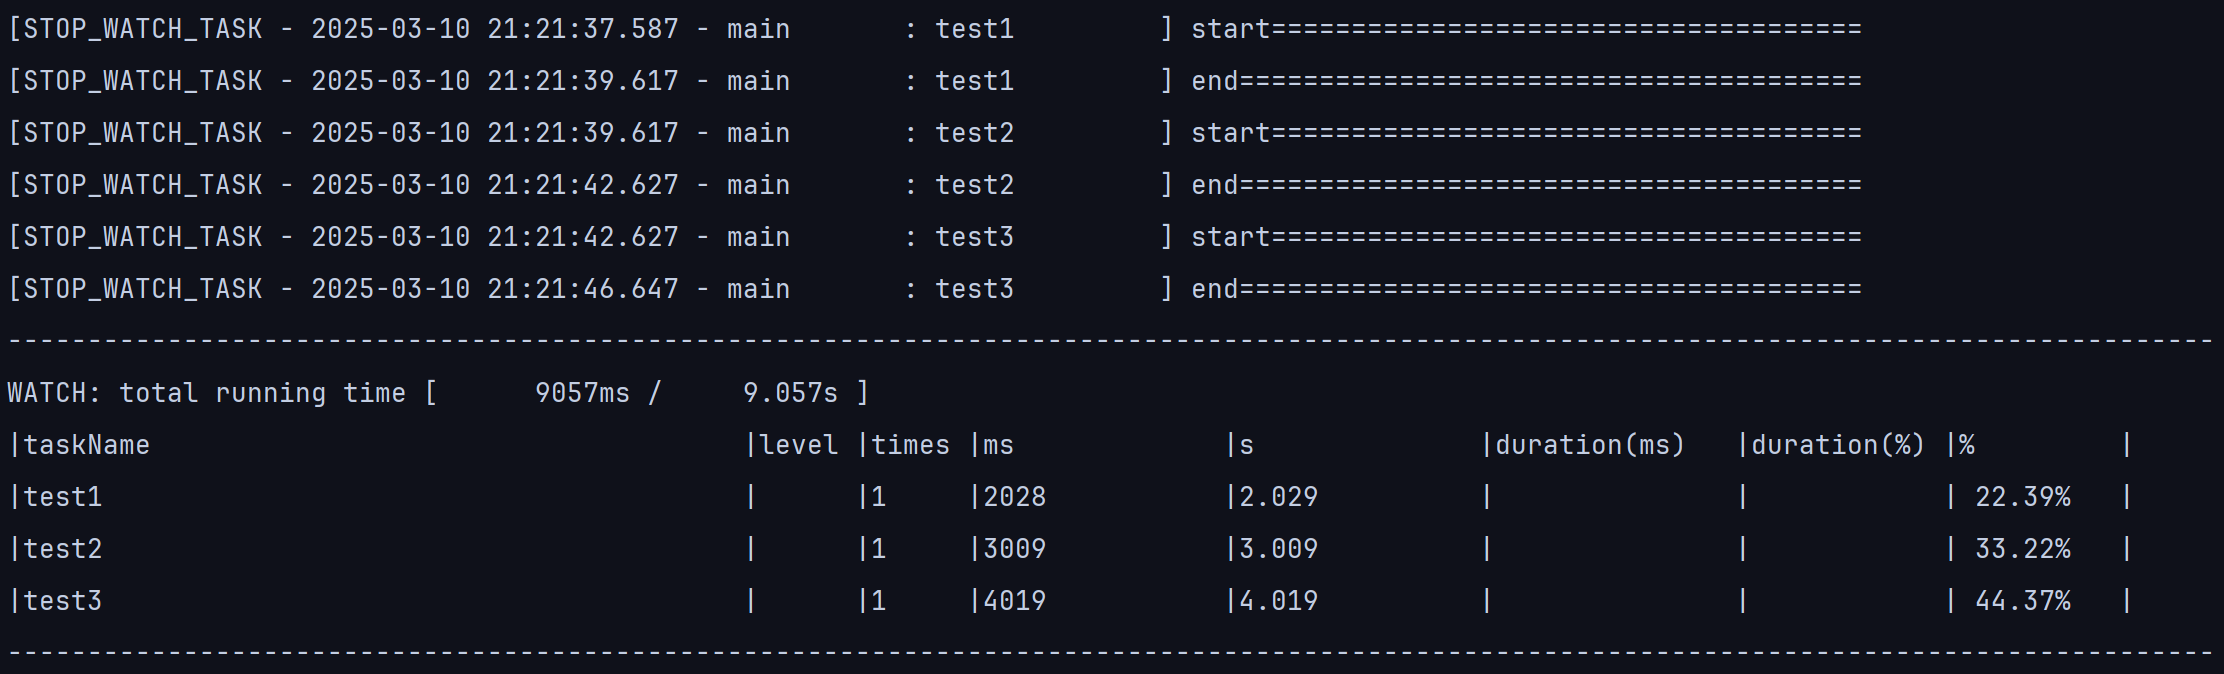 [STOP_WATCH_TASK - 2025-03-10 21:21:37.587 - main       : test1         ] start=====================================
[STOP_WATCH_TASK - 2025-03-10 21:21:39.617 - main       : test1         ] end=======================================
[STOP_WATCH_TASK - 2025-03-10 21:21:39.617 - main       : test2         ] start=====================================
[STOP_WATCH_TASK - 2025-03-10 21:21:42.627 - main       : test2         ] end=======================================
[STOP_WATCH_TASK - 2025-03-10 21:21:42.627 - main       : test3         ] start=====================================
[STOP_WATCH_TASK - 2025-03-10 21:21:46.647 - main       : test3         ] end=======================================
------------------------------------------------------------------------------------------------------------------------------------------
WATCH: total running time [      9057ms /     9.057s ]
|taskName                                     |level |times |ms             |s              |duration(ms)   |duration(%) |%         |
|test1                                        |      |1     |2028           |2.029          |               |            | 22.39%   |
|test2                                        |      |1     |3009           |3.009          |               |            | 33.22%   |
|test3                                        |      |1     |4019           |4.019          |               |            | 44.37%   |
------------------------------------------------------------------------------------------------------------------------------------------